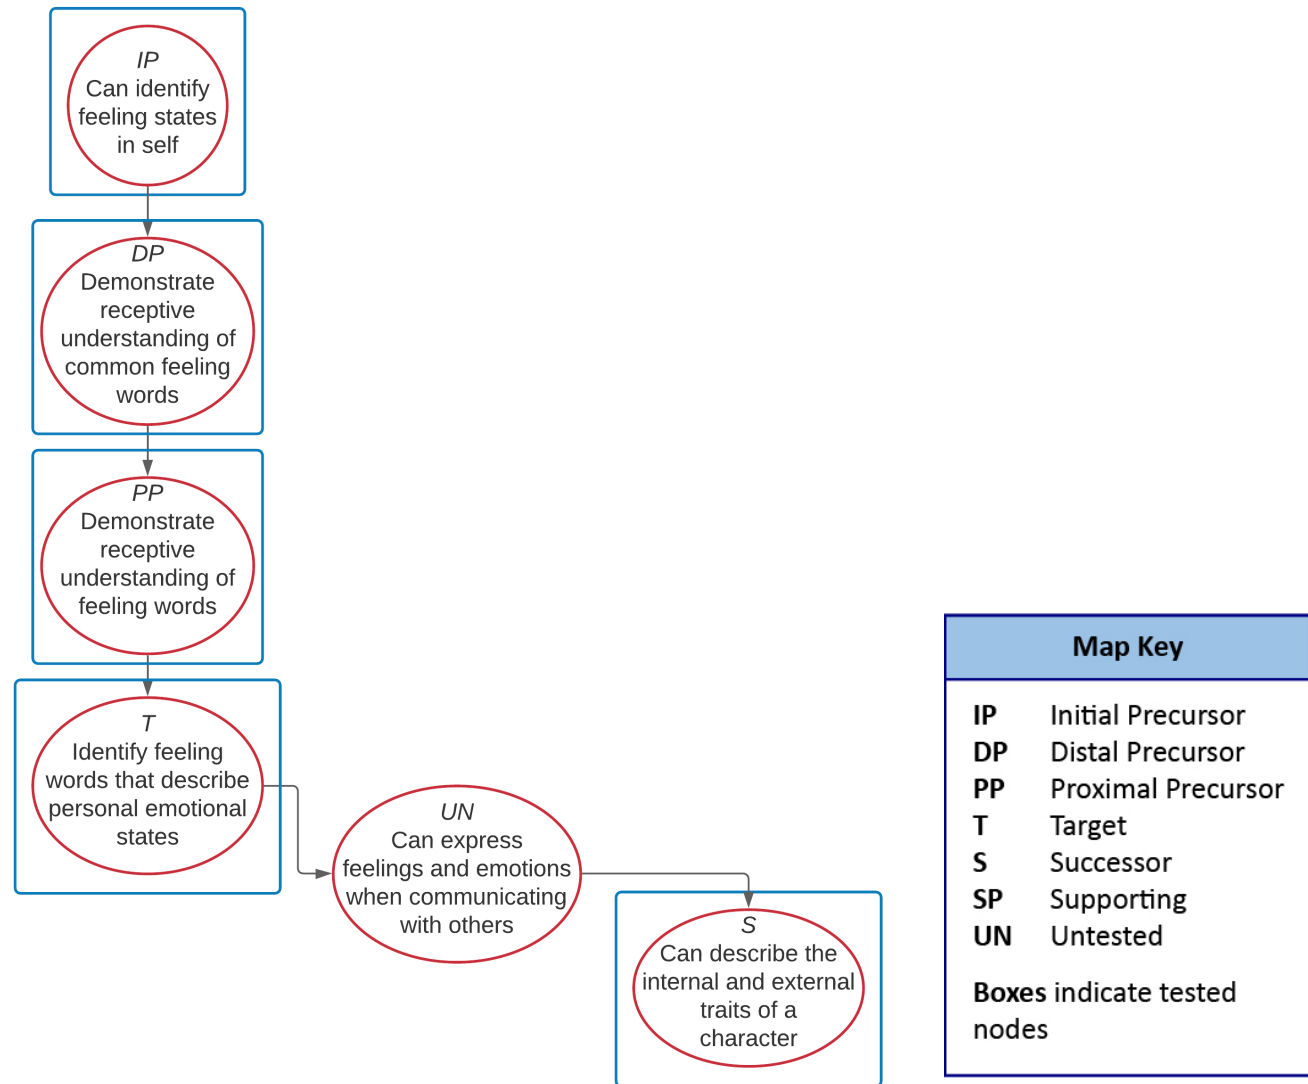 IP
Can identify
feeling states
in self
DP
Demonstrate
receptive
understanding of
common feeling
words
PP
Demonstrate
receptive
understanding of
feeling words
T
Identify feeling
words that describe
personal emotional
states
UN
Can express
feelings and emotions
when communicating
with others
S
Can describe the
internal and external
traits of a
character
Map Key
IP Initial Precursor
DP Distal Precursor
PP Proximal Precursor
T Target
S Successor
SP Supporting
UN Untested
Boxes indicate tested
nodes